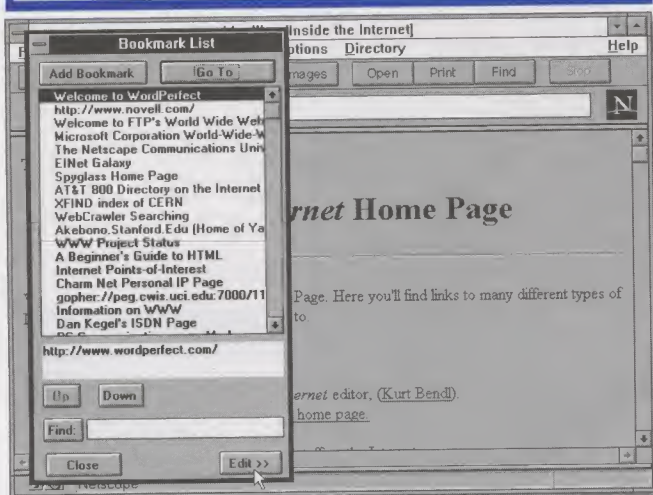 Inside the Internet]
Bookmark List
ptions Directory Help
Add Bookmark Go To mages Open Print Find Stop
N
Welcome to WordPerfect
http://www.novell.com/
Welcome to FTP's World Wide Web
Microsoft Corporation World-Wide-W
The Netscape Communications Univ
EINet Galaxy
Spyglass Home Page
AT&T 800 Directory on the Internet
XFIND index of CERN
WebCrawler Searching
Akebono.Stanford.Edu (Home of Ya
WWW Project Status
A Beginner's Guide to HTML
Internet Points-of-Interest
Charm Net Personal IP Page
gopher://peg.cwis.uci.edu:7000/11
Information on WWW
Dan Kegel's ISDN Page
http://www.wordperfect.com/
Up Down
Find:
Close Edit >>
rnet Home Page
Page. Here you'll find links to many different types of
to.
ernet editor, (Kurt Bendl).
home page.
Netscape